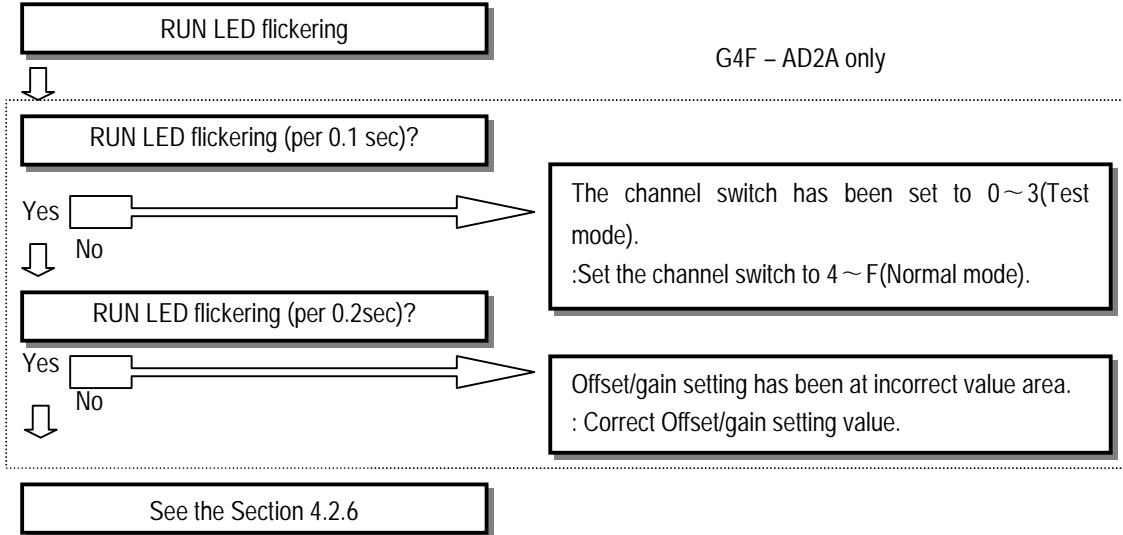 RUN LED flickering
G4F – AD2A only
RUN LED flickering (per 0.1 sec)?
Yes
No
The channel switch has been set to 0～3(Test
mode).
:Set the channel switch to 4～F(Normal mode).
RUN LED flickering (per 0.2sec)?
Yes
No
Offset/gain setting has been at incorrect value area.
: Correct Offset/gain setting value.
See the Section 4.2.6